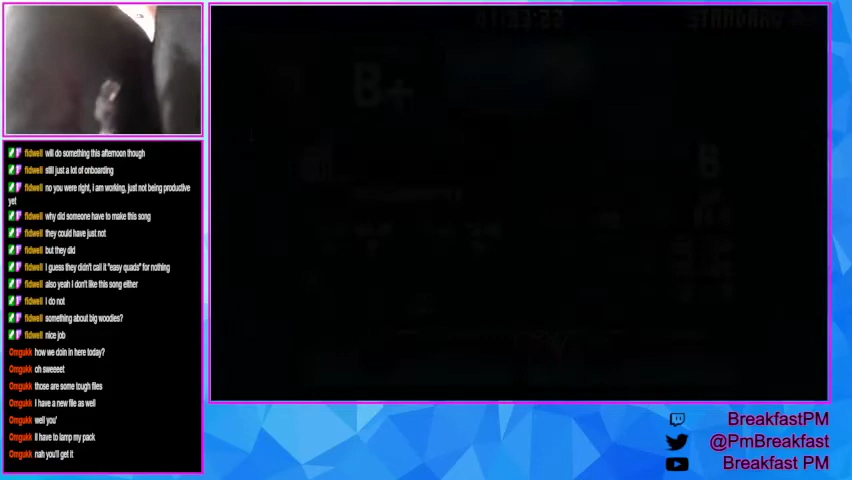 fidwell will do something this afternoon though
fidwell still just a lot of onboarding
fidwell no you were right, i am working, just not being productive
yet
fidwell why did someone have to make this song
fidwell they could have just not
fidwell but they did
fidwell I guess they didn't call it "easy quads" for nothing
fidwell also yeah I don't like this song either
fidwell I do not
fidwell something about big woodies?
fidwell nice job
Omgukk how we doin in here today?
Omgukk oh sweeeet
Omgukk those are some tough files
Omgukk I have a new file as well
Omgukk well you'
Omgukk ll have to lamp my pack
Omgukk nah you'll get it
B+
B
BreakfastPM
@PmBreakfast
Breakfast PM